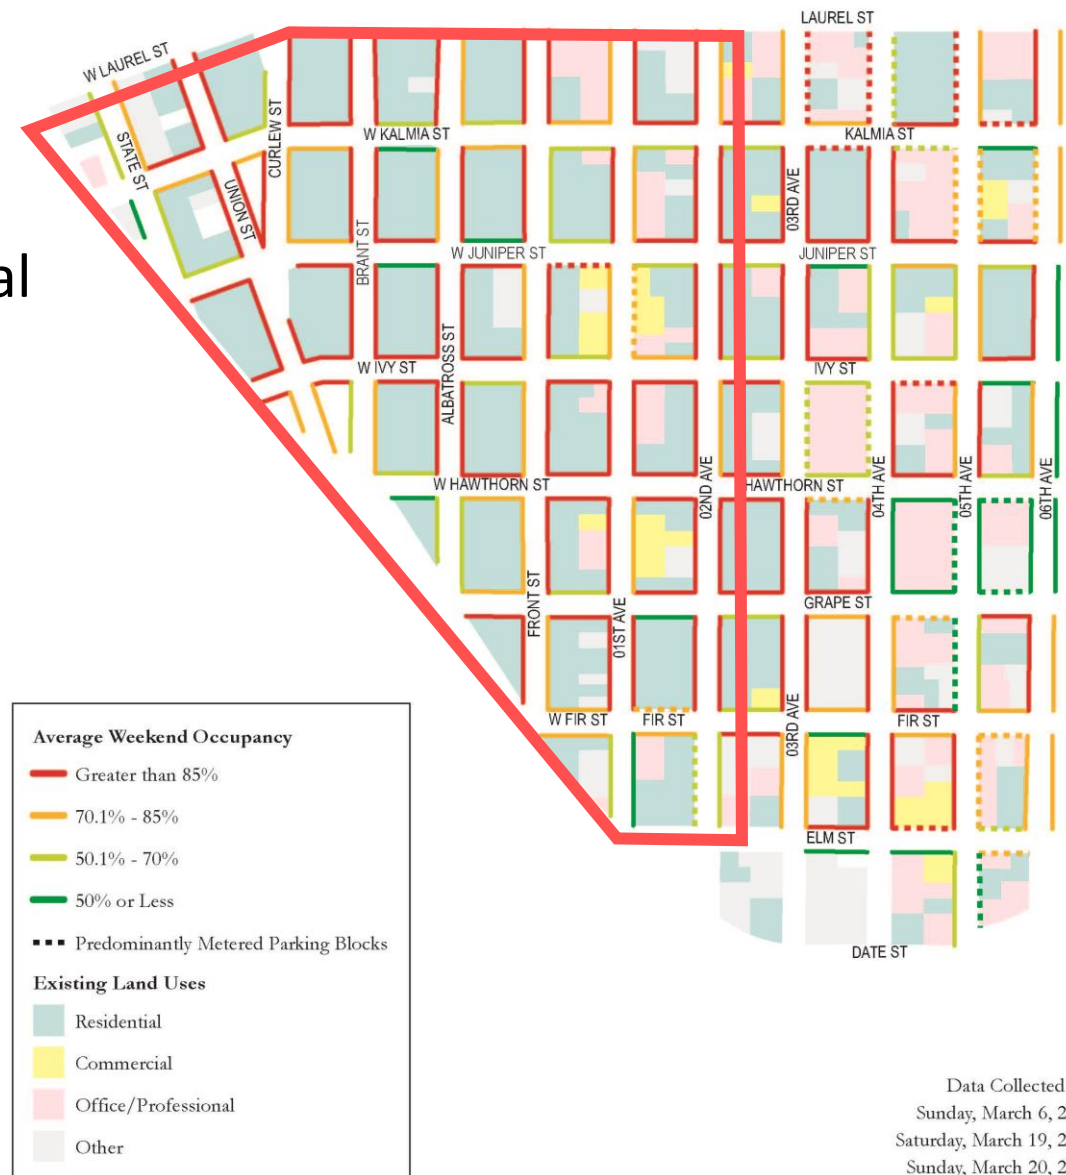 LAUREL ST
W LAUREL ST
W KALMIA ST
KALMIA ST
STATE ST
CURLEW ST
UNION ST
03RD AVE
BRANT ST
W JUNIPER ST
JUNIPER ST
al
ALBATROSS ST
W IVY ST
IVY ST
W HAWTHORN ST
HAWTHORN ST
02ND AVE
04TH AVE
05TH AVE
06TH AVE
FRONT ST
01ST AVE
GRAPE ST
W FIR ST
FIR ST
03RD AVE
FIR ST
ELM ST
DATE ST
Average Weekend Occupancy
Greater than 85%
70.1% - 85%
50.1% - 70%
50% or Less
Predominantly Metered Parking Blocks
Existing Land Uses
Residential
Commercial
Office/Professional
Other
Data Collected
Sunday, March 6, 2
Saturday, March 19, 2
Sunday, March 20, 2